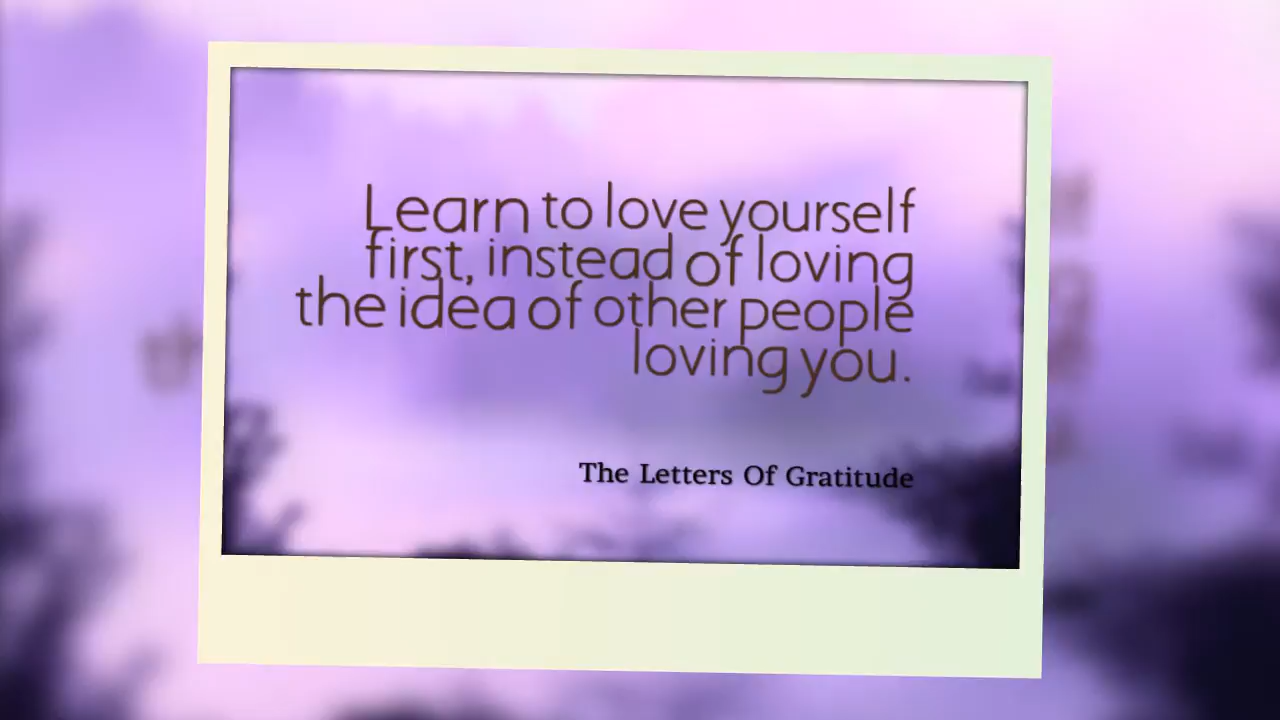 Learn to love yourself
first, instead of loving
the idea of other people
loving you.
The Letters Of Gratitude